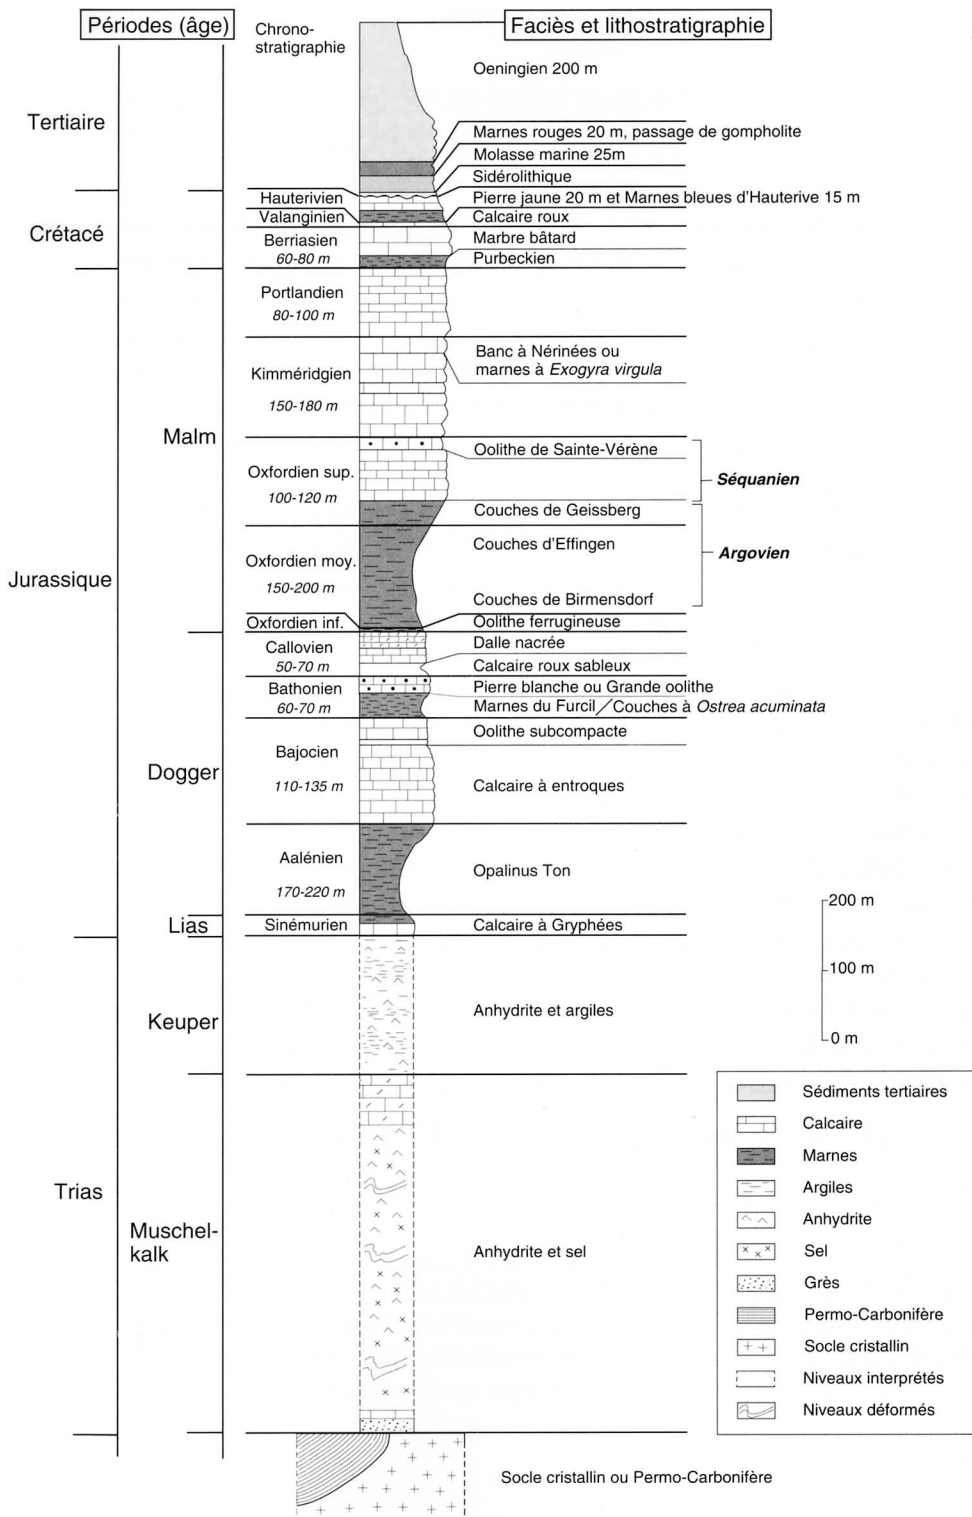 Périodes (âge)
Chrono-
stratigraphie
Faciès et lithostratigraphie
Oeningien 200 m
Tertiaire
Marnes rouges 20 m, passage de gompholite
Molasse marine 25m
Sidérolithique
Hauterivien
Pierre jaune 20 m et Marnes bleues d'Hauterive 15 m
Valanginien
Calcaire roux
Crétacé
Berriasien
60-80 m
Marbre bâtard
Purbeckien
Portlandien
80-100 m
Banc à Nérinées ou
marnes à Exogyra virgula
Kimméridgien
150-180 m
Malm
Oolithe de Sainte-Vérène
Oxfordien sup.
100-120 m
Séquanien
Couches de Geissberg
Couches d'Effingen
Argovien
Oxfordien moy.
150-200 m
Jurassique
Couches de Birmensdorf
Oxfordien inf.
Oolithe ferrugineuse
Callovien
50-70 m
Dalle nacrée
Calcaire roux sableux
Bathonien
60-70 m
Pierre blanche ou Grande oolithe
Marnes du Furcil / Couches à Ostrea acuminata
Oolithe subcompacte
Bajocien
110-135 m
Dogger
Calcaire à entroques
Aalénien
170-220 m
Opalinus Ton
Lias
Sinémurien
Calcaire à Gryphées
200 m
100 m
0 m
Keuper
Anhydrite et argiles
Trias
Muschel-
kalk
Anhydrite et sel
Sédiments tertiaires
Calcaire
Marnes
Argiles
Anhydrite
Sel
Grès
Permo-Carbonifère
Socle cristallin
Niveaux interprétés
Niveaux déformés
Socle cristallin ou Permo-Carbonifère